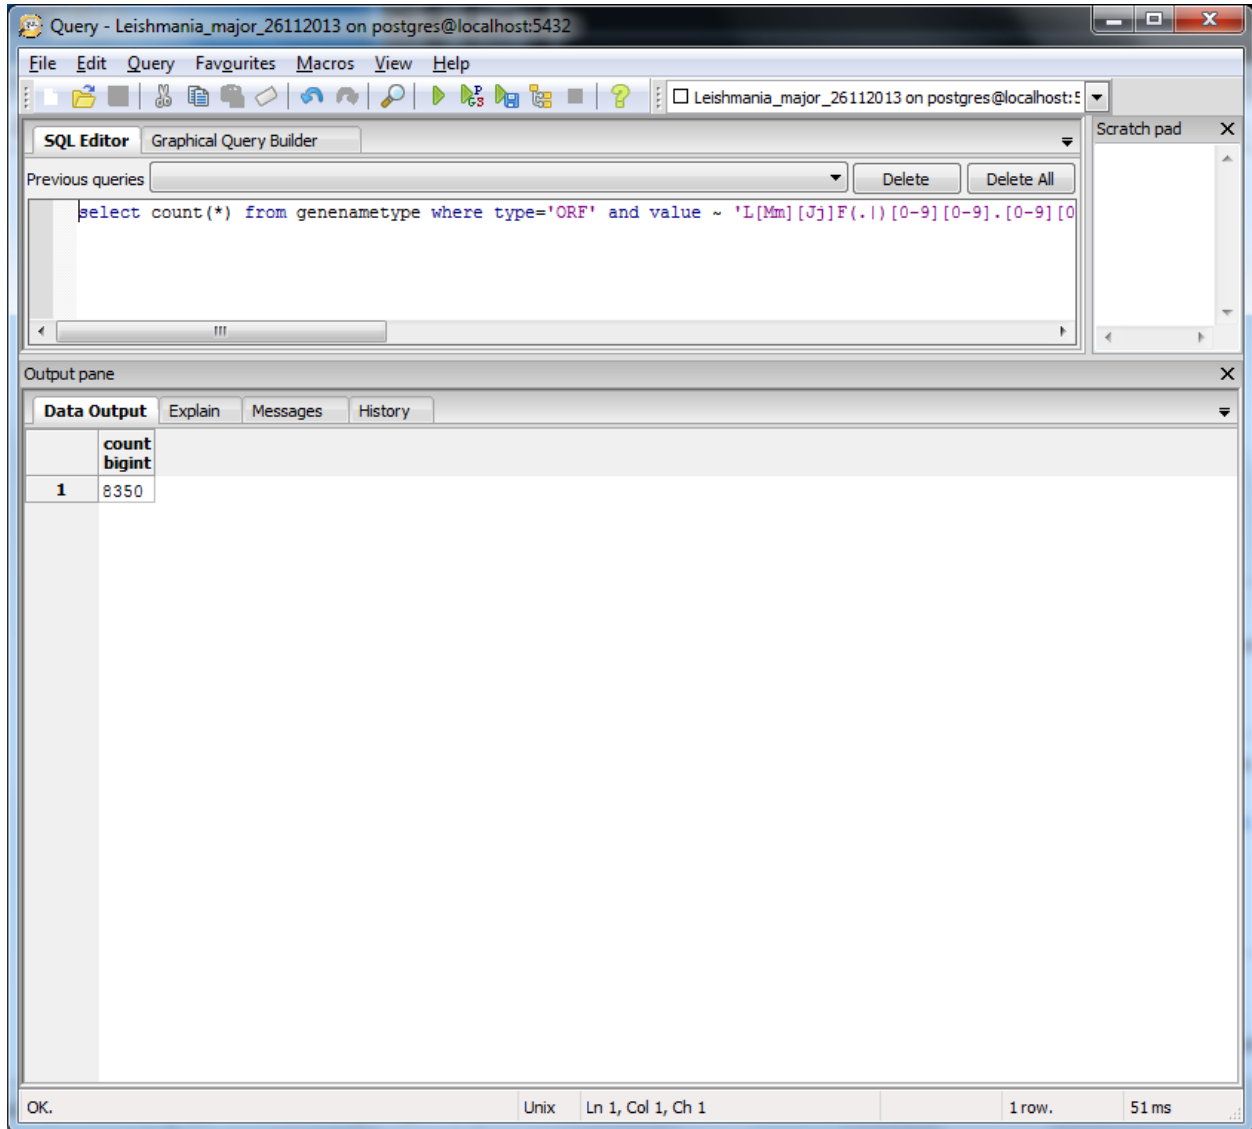 Query - Leishmania_major_26112013 on postgres@localhost:5432
File Edit Query Favourites Macros View Help
Leishmania_major_26112013 on postgres@localhost:5
SQL Editor Graphical Query Builder
Scratch pad
Previous queries Delete Delete All
select count(*) from genenametype where type='ORF' and value ~ 'L[Mm][Jj]F(.|)[0-9][0-9].[0-9][0
Output pane
Data Output Explain Messages History
count
bigint
1 8350
OK. Unix Ln 1, Col 1, Ch 1 1 row. 51 ms